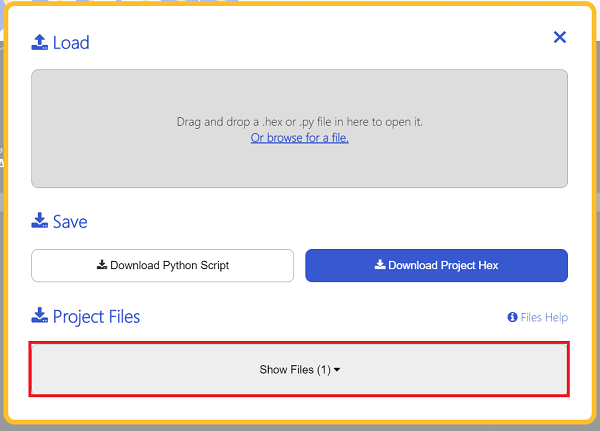 Load
Drag and drop a .hex or .py file in here to open it.
Or browse for a file.
Save
Download Python Script
Download Project Hex
Project Files
Files Help
Show Files (1)